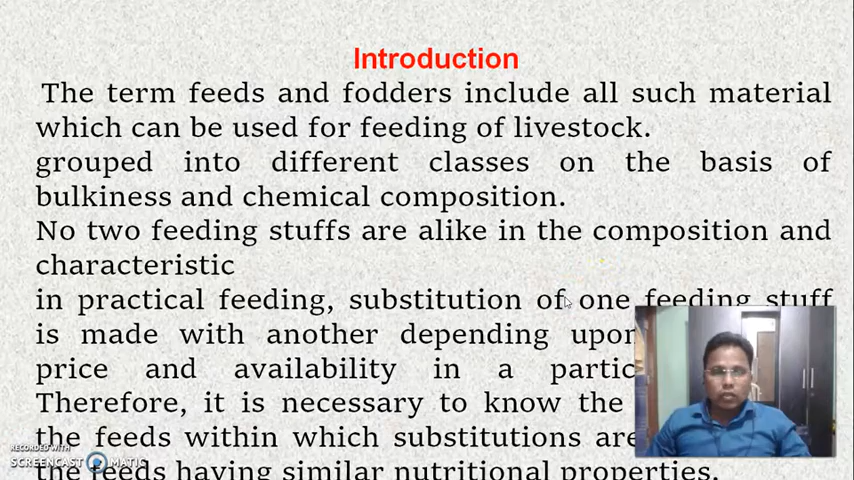 Introduction
The term feeds and fodders include all such material
which can be used for feeding of livestock.
grouped into different classes on the basis of
bulkiness and chemical composition.
No two feeding stuffs are alike in the composition and
characteristic
in practical feeding, substitution of one feeding stuff
is made with another depending upon
price and availability in a partic
Therefore, it is necessary to know the
the feeds within which substitutions are
the feeds having similar nutritional properties.
RECORDED WITH
SCREENCAST MATIC